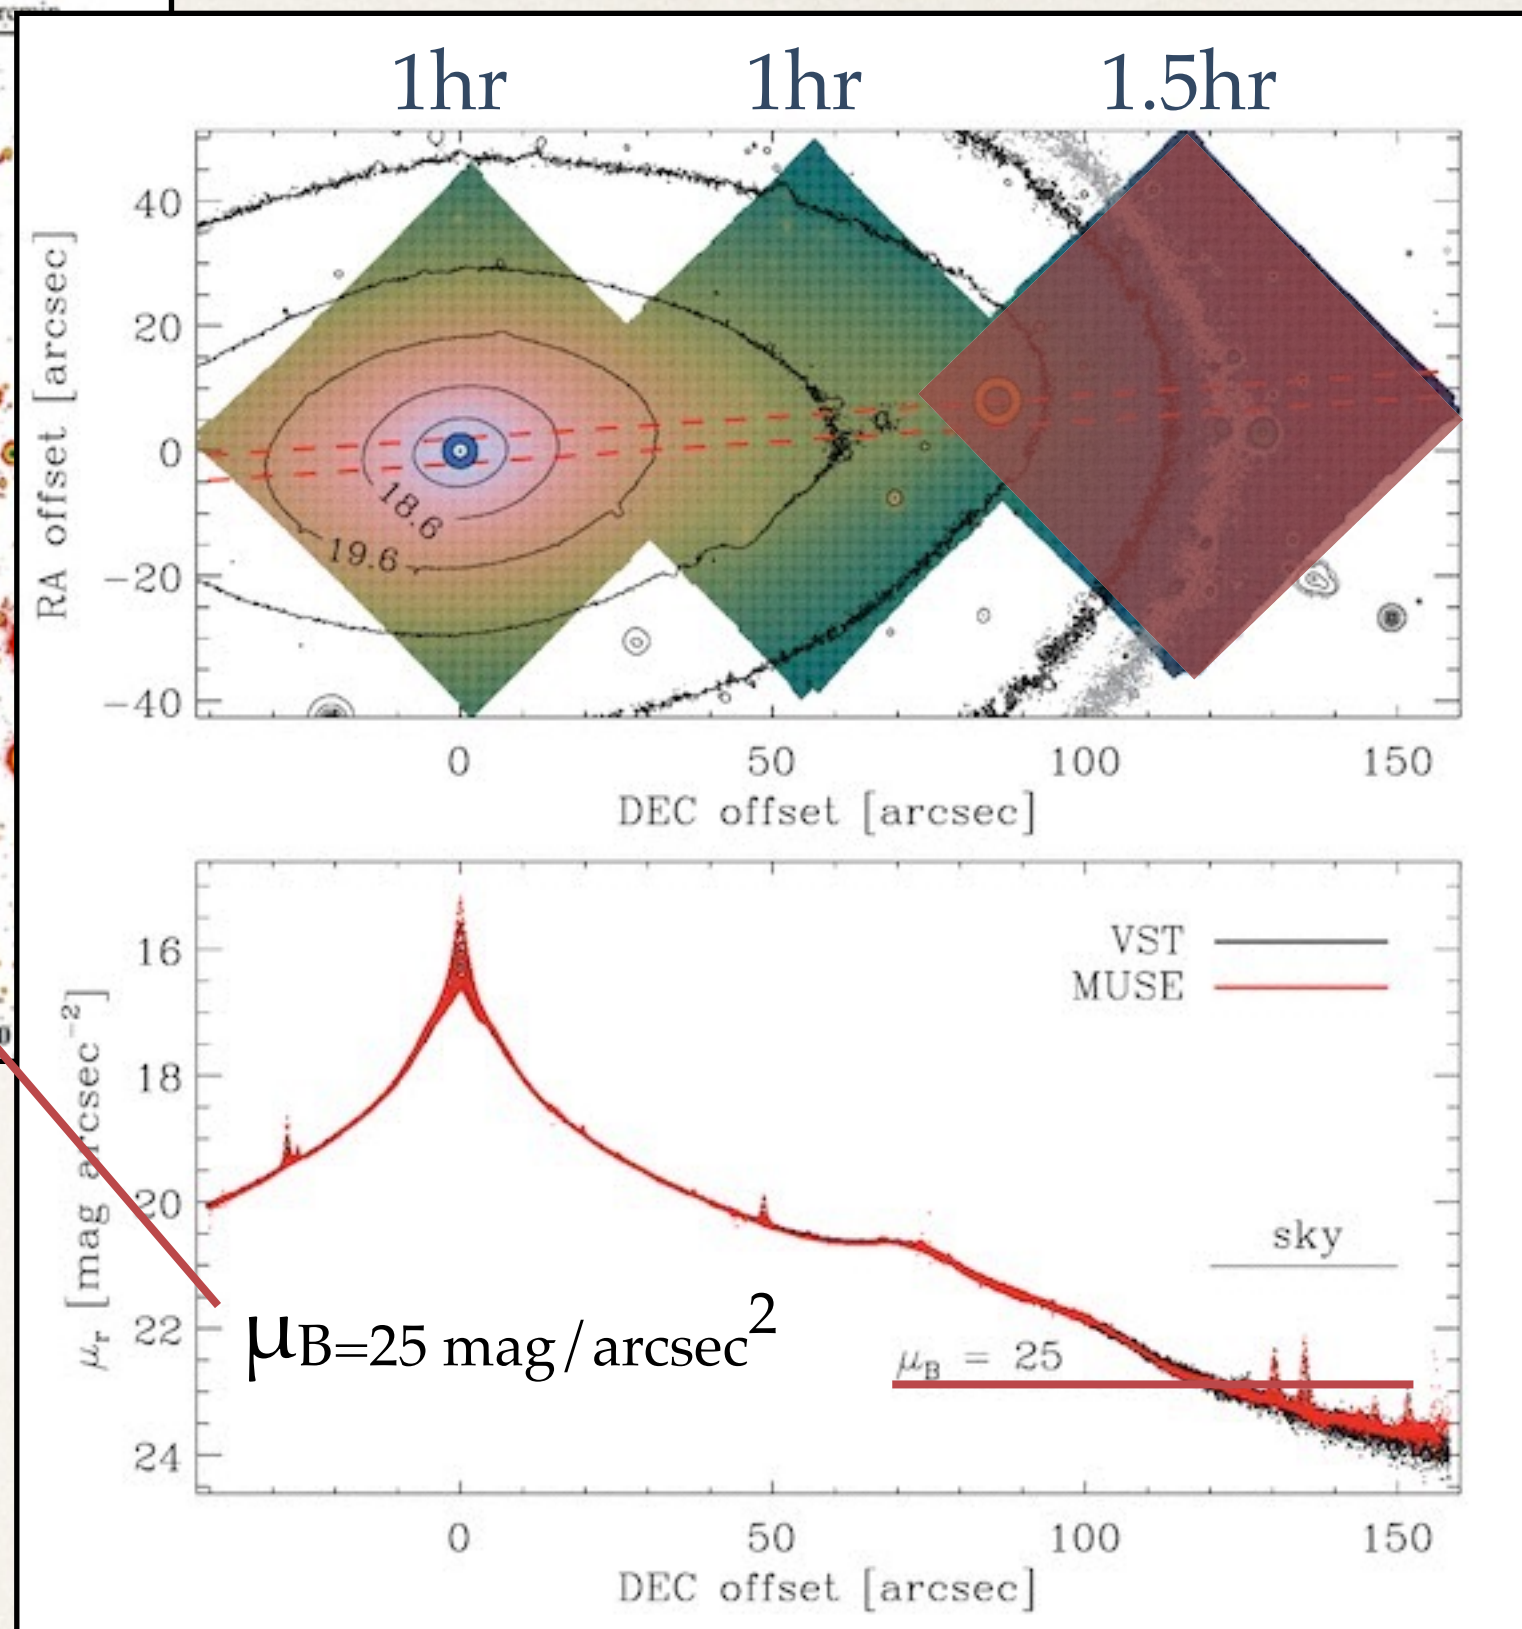 1hr 1hr 1.5hr
RA offset [arcsec]
40
20
0
−20
−40
18.6
19.6
0 50 100 150
DEC offset [arcsec]
μr [mag arcsec−2]
16
18
20
22
24
VST
MUSE
sky
μB=25 mag/arcsec2
μB = 25
0 50 100 150
DEC offset [arcsec]